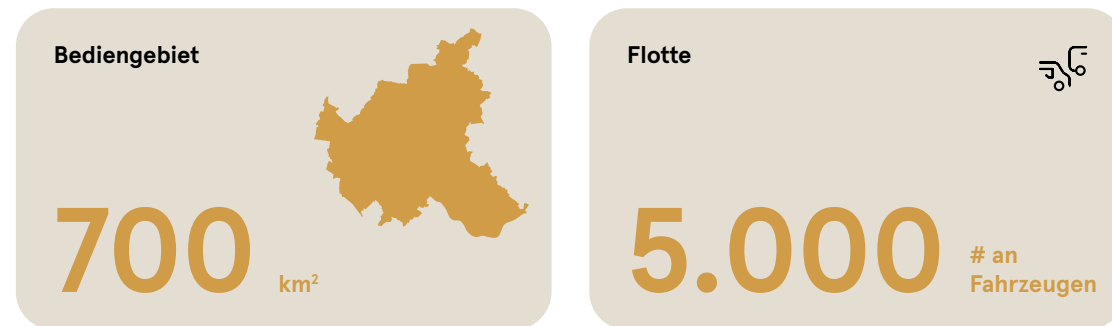 Bediengebiet
700 km²
Flotte
5.000 # an
Fahrzeugen